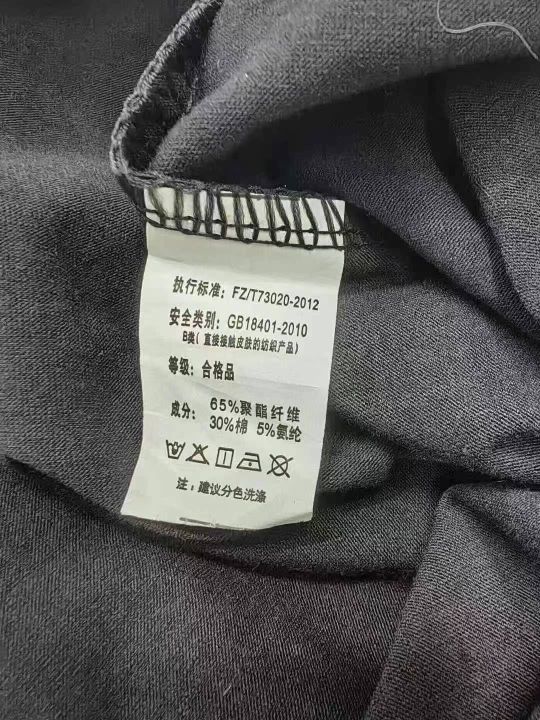 执行标准：FZ/T73020-2012
安全类别：GB18401-2010
B类（直接接触皮肤的纺织产品）
等级：合格品
成分：65%聚酯纤维
30%棉 5%氨纶
注：建议分色洗涤